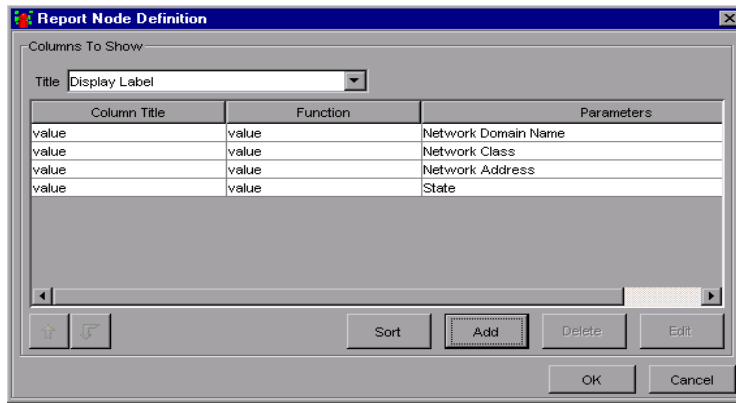 Report Node Definition
Columns To Show
Title Display Label
Column Title Function Parameters
value value Network Domain Name
value value Network Class
value value Network Address
value value State
Sort Add Delete Edit
OK Cancel